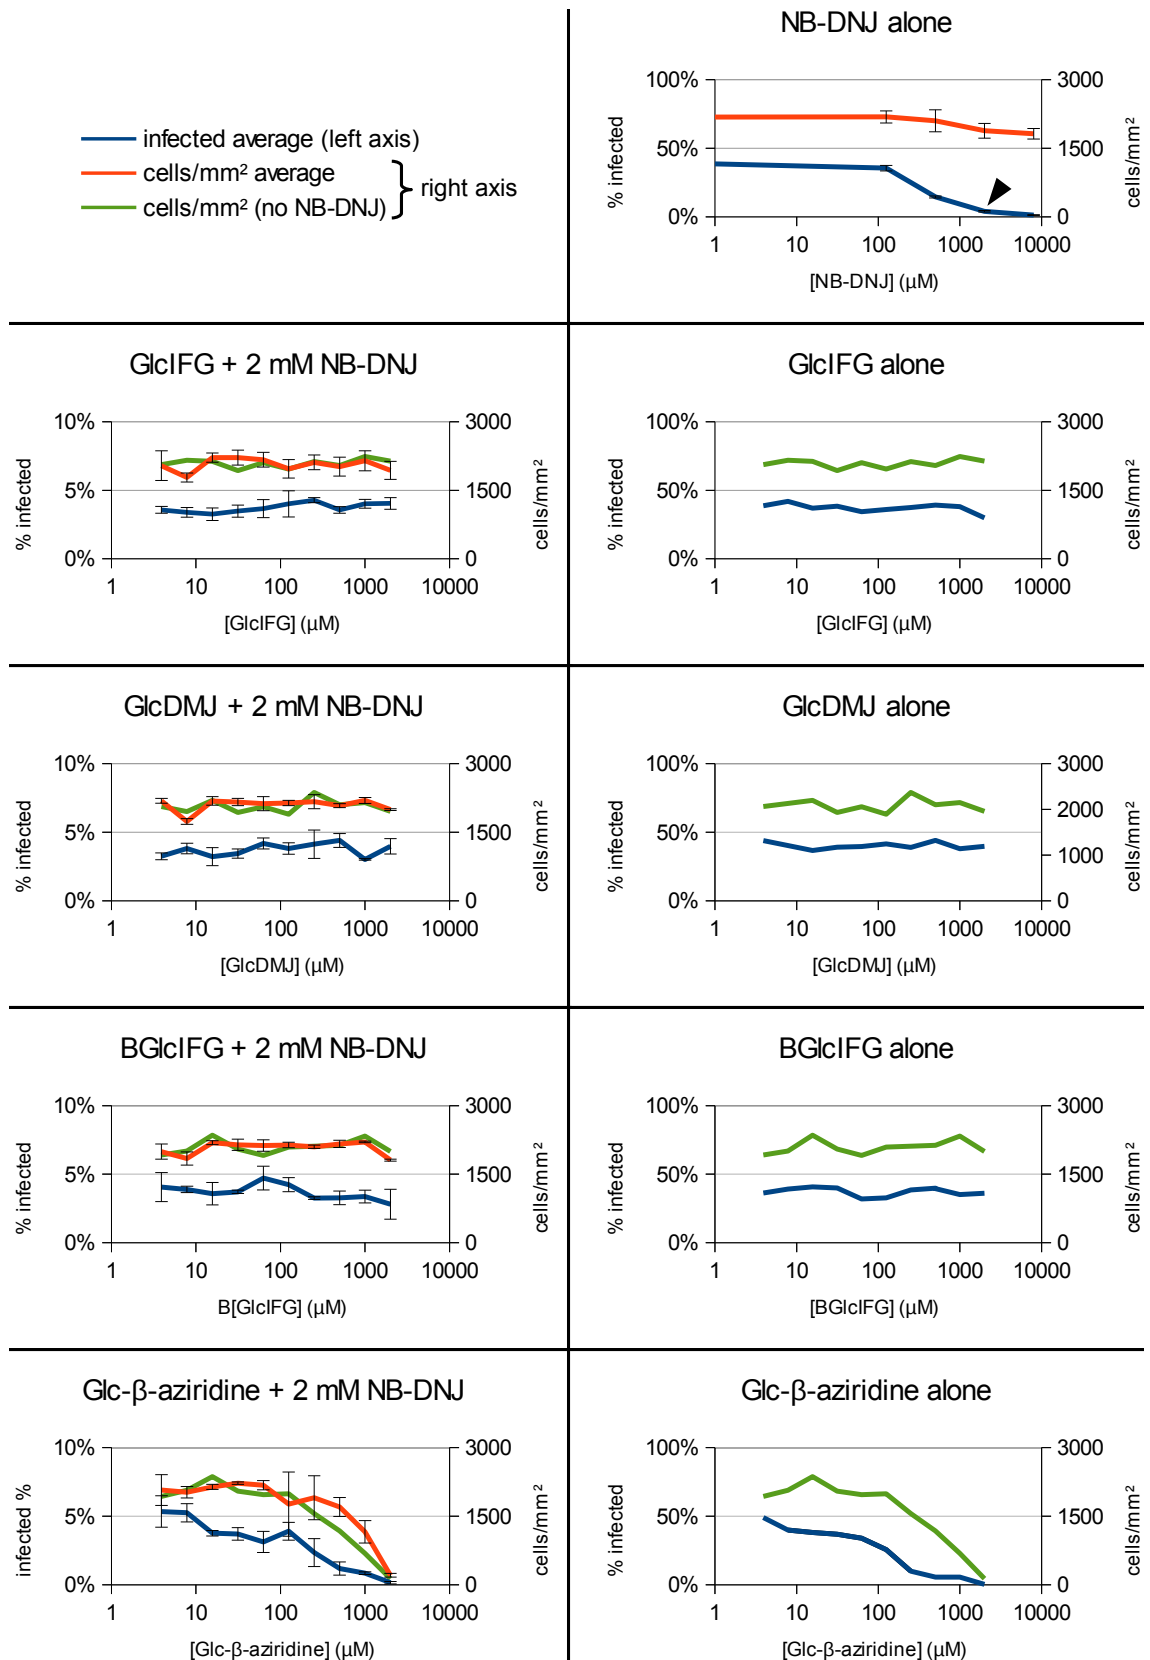 NB-DNJ alone
infected average (left axis)
cells/mm² average
cells/mm² (no NB-DNJ)
right axis
100%
50%
0%
3000
1500
0
% infected
cells/mm²
1 10 100 1000 10000
[NB-DNJ] (µM)
GlcIFG + 2 mM NB-DNJ
10%
5%
0%
3000
1500
0
% infected
cells/mm²
1 10 100 1000 10000
[GlcIFG] (µM)
GlcIFG alone
100%
50%
0%
3000
1500
0
% infected
cells/mm²
1 10 100 1000 10000
[GlcIFG] (µM)
GlcDMJ + 2 mM NB-DNJ
10%
5%
0%
3000
1500
0
% infected
cells/mm²
1 10 100 1000 10000
[GlcDMJ] (µM)
GlcDMJ alone
100%
50%
0%
3000
2000
1000
0
% infected
cells/mm²
1 10 100 1000 10000
[GlcDMJ] (µM)
BGlcIFG + 2 mM NB-DNJ
10%
5%
0%
3000
1500
0
% infected
cells/mm²
1 10 100 1000 10000
B[GlcIFG] (µM)
BGlcIFG alone
100%
50%
0%
3000
1500
0
% infected
cells/mm²
1 10 100 1000 10000
[BGlcIFG] (µM)
Glc-β-aziridine + 2 mM NB-DNJ
10%
5%
0%
3000
1500
0
infected %
cells/mm²
1 10 100 1000 10000
[Glc-β-aziridine] (µM)
Glc-β-aziridine alone
100%
50%
0%
3000
1500
0
% infected
cells/mm²
1 10 100 1000 10000
[Glc-β-aziridine] (µM)